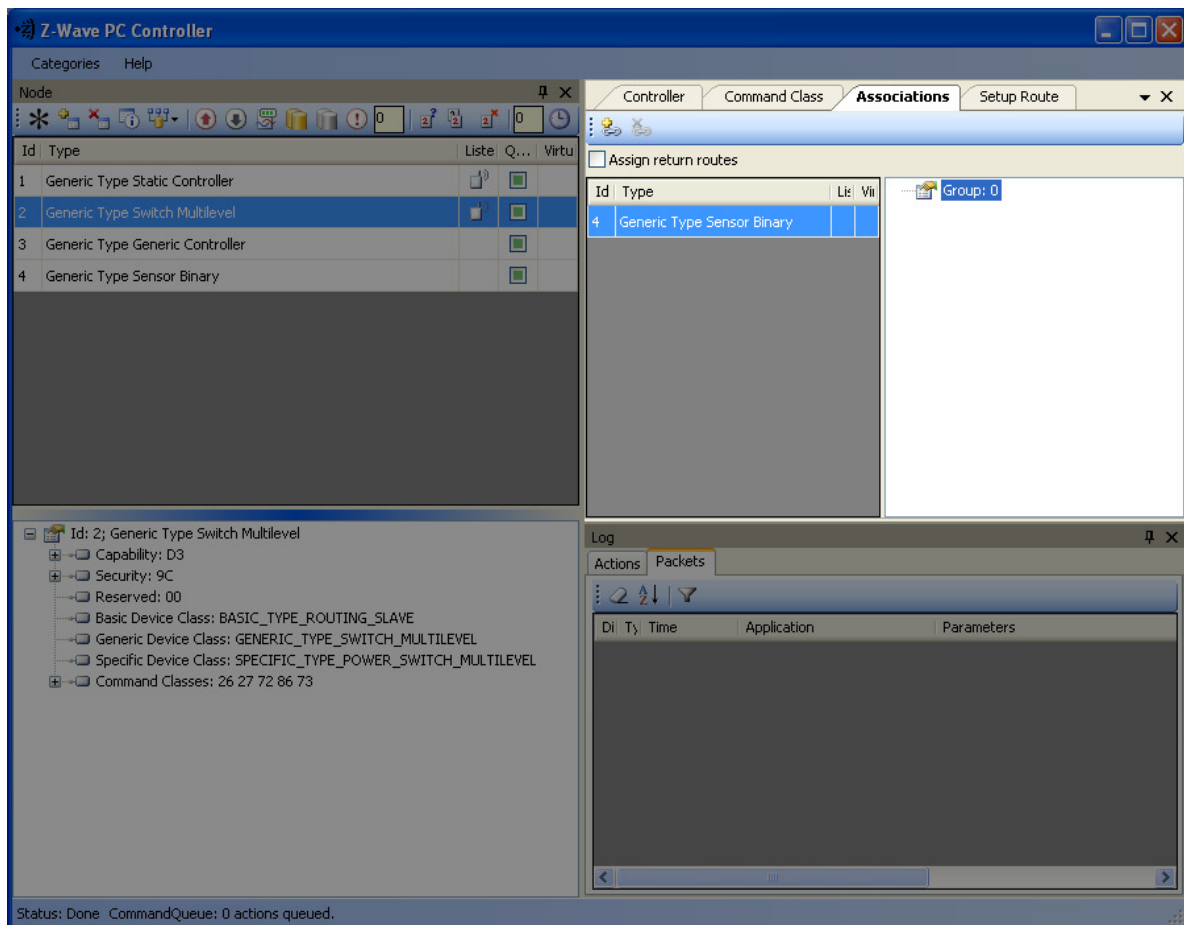 Z-Wave PC Controller
Categories Help
Node
0 0
Id Type Liste Q... Virtu
1 Generic Type Static Controller
2 Generic Type Switch Multilevel
3 Generic Type Generic Controller
4 Generic Type Sensor Binary
Id: 2; Generic Type Switch Multilevel
Capability: D3
Security: 9C
Reserved: 00
Basic Device Class: BASIC_TYPE_ROUTING_SLAVE
Generic Device Class: GENERIC_TYPE_SWITCH_MULTILEVEL
Specific Device Class: SPECIFIC_TYPE_POWER_SWITCH_MULTILEVEL
Command Classes: 26 27 72 86 73
Controller Command Class Associations Setup Route
Assign return routes
Id Type Lis Vii
4 Generic Type Sensor Binary
Group: 0
Log
Actions Packets
Di Ty Time Application Parameters
Status: Done CommandQueue: 0 actions queued.